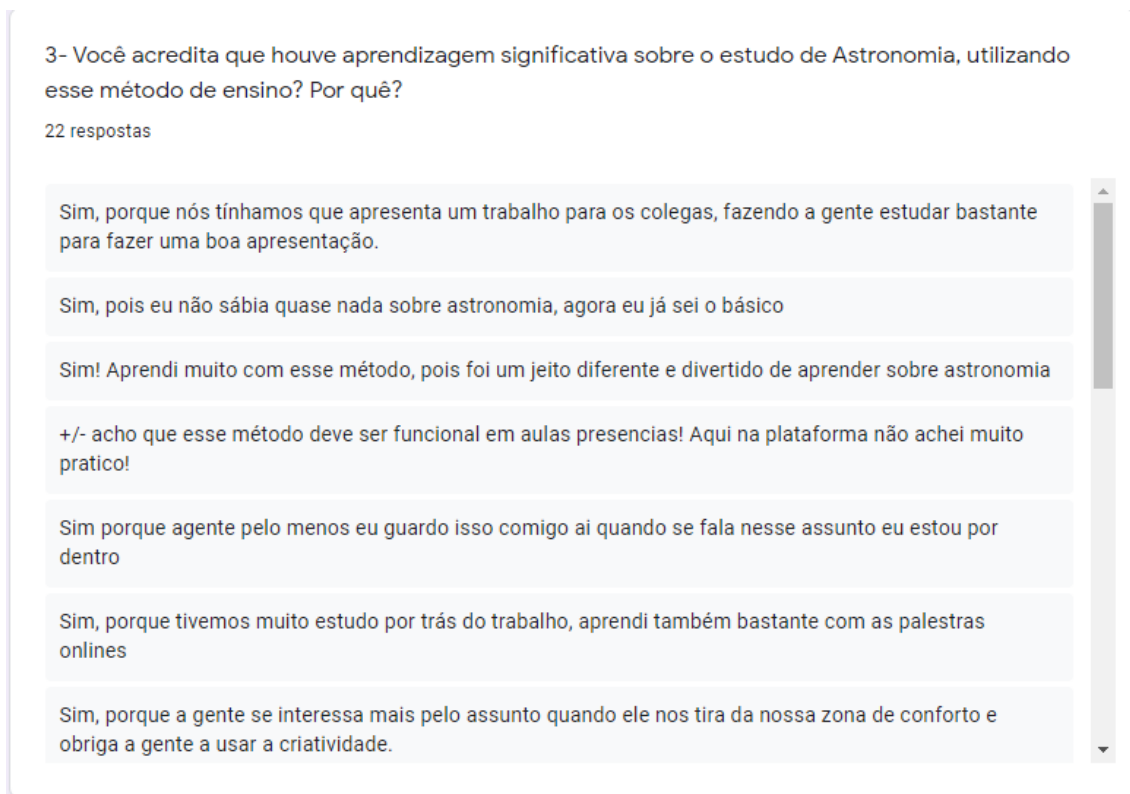 3- Você acredita que houve aprendizagem significativa sobre o estudo de Astronomia, utilizando
esse método de ensino? Por quê?
22 respostas
Sim, porque nós tínhamos que apresenta um trabalho para os colegas, fazendo a gente estudar bastante
para fazer uma boa apresentação.
Sim, pois eu não sábia quase nada sobre astronomia, agora eu já sei o básico
Sim! Aprendi muito com esse método, pois foi um jeito diferente e divertido de aprender sobre astronomia
+/- acho que esse método deve ser funcional em aulas presencias! Aqui na plataforma não achei muito
pratico!
Sim porque agente pelo menos eu guardo isso comigo ai quando se fala nesse assunto eu estou por
dentro
Sim, porque tivemos muito estudo por trás do trabalho, aprendi também bastante com as palestras
onlines
Sim, porque a gente se interessa mais pelo assunto quando ele nos tira da nossa zona de conforto e
obriga a gente a usar a criatividade.